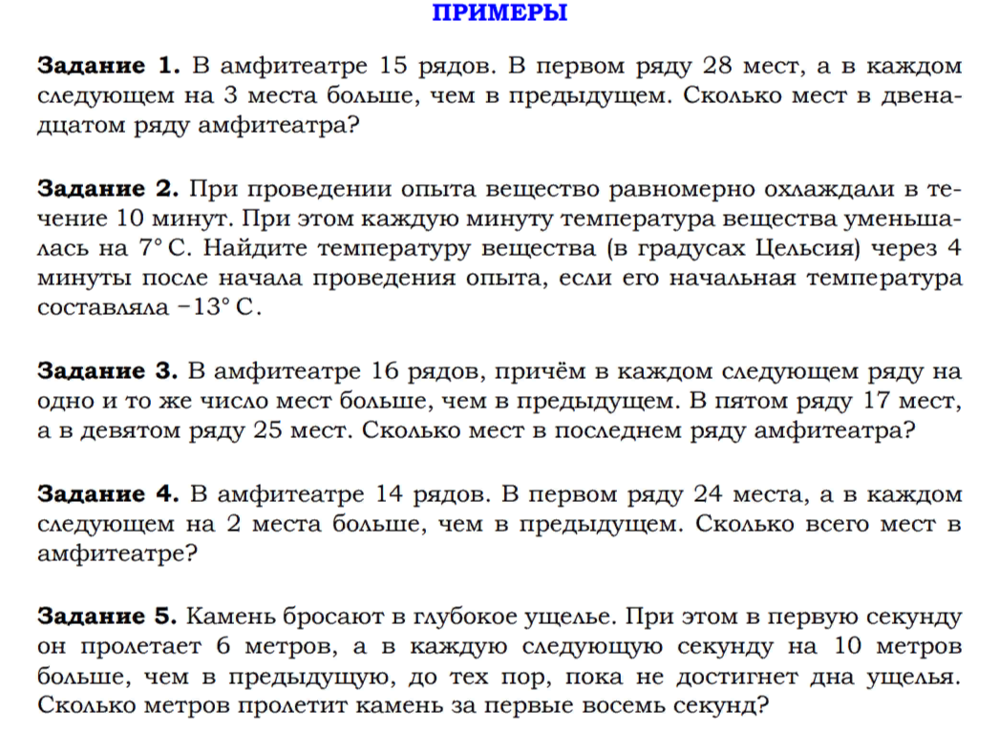 ПРИМЕРЫ
Задание 1. В амфитеатре 15 рядов. В первом ряду 28 мест, а в каждом
следующем на 3 места больше, чем в предыдущем. Сколько мест в двена-
дцатом ряду амфитеатра?
Задание 2. При проведении опыта вещество равномерно охлаждали в те-
чение 10 минут. При этом каждую минуту температура вещества уменьша-
лась на 7° C. Найдите температуру вещества (в градусах Цельсия) через 4
минуты после начала проведения опыта, если его начальная температура
составляла −13° C.
Задание 3. В амфитеатре 16 рядов, причём в каждом следующем ряду на
одно и то же число мест больше, чем в предыдущем. В пятом ряду 17 мест,
а в девятом ряду 25 мест. Сколько мест в последнем ряду амфитеатра?
Задание 4. В амфитеатре 14 рядов. В первом ряду 24 места, а в каждом
следующем на 2 места больше, чем в предыдущем. Сколько всего мест в
амфитеатре?
Задание 5. Камень бросают в глубокое ущелье. При этом в первую секунду
он пролетает 6 метров, а в каждую следующую секунду на 10 метров
больше, чем в предыдущую, до тех пор, пока не достигнет дна ущелья.
Сколько метров пролетит камень за первые восемь секунд?